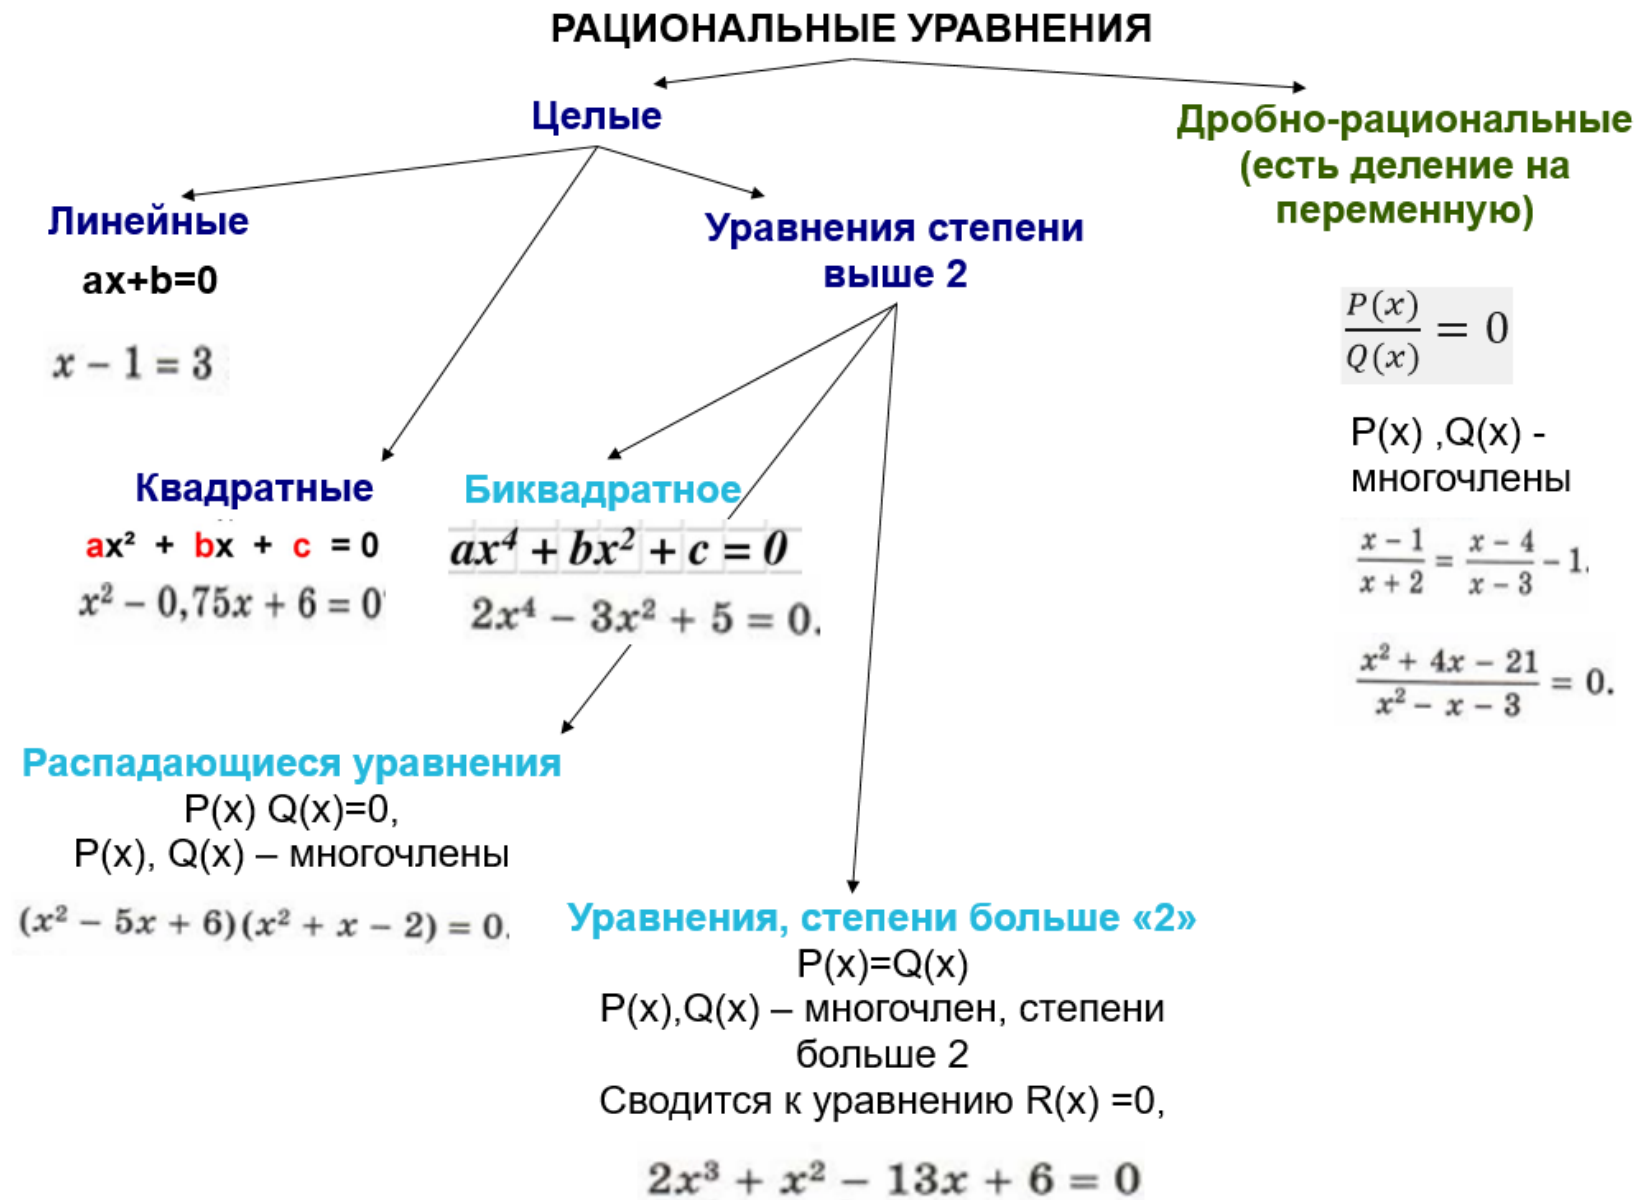 РАЦИОНАЛЬНЫЕ УРАВНЕНИЯ
Целые
Дробно-рациональные
(есть деление на
переменную)
Линейные
ax+b=0
x − 1 = 3
Уравнения степени
выше 2
P(x)/Q(x) = 0
P(x) ,Q(x) -
многочлены
(x − 1)/(x + 2) = (x − 4)/(x − 3) − 1.
(x² + 4x − 21)/(x² − x − 3) = 0.
Квадратные
ax² + bx + c = 0
x² − 0,75x + 6 = 0
Биквадратное
ax⁴ + bx² + c = 0
2x⁴ − 3x² + 5 = 0.
Распадающиеся уравнения
P(x) Q(x)=0,
P(x), Q(x) – многочлены
(x² − 5x + 6)(x² + x − 2) = 0.
Уравнения, степени больше «2»
P(x)=Q(x)
P(x),Q(x) – многочлен, степени
больше 2
Сводится к уравнению R(x) =0,
2x³ + x² − 13x + 6 = 0